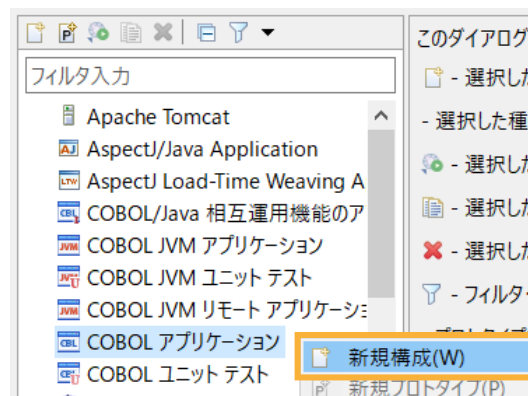 このダイアログ
フィルタ入力
- 選択した
Apache Tomcat
- 選択した種
AspectJ/Java Application
- 選択した
AspectJ Load-Time Weaving A
COBOL/Java 相互運用機能のア
- 選択した
COBOL JVM アプリケーション
- 選択した
COBOL JVM ユニット テスト
- フィルター
COBOL JVM リモート アプリケーショ
COBOL アプリケーション
新規構成(W)
COBOL ユニット テスト
新規プロトタイプ(P)